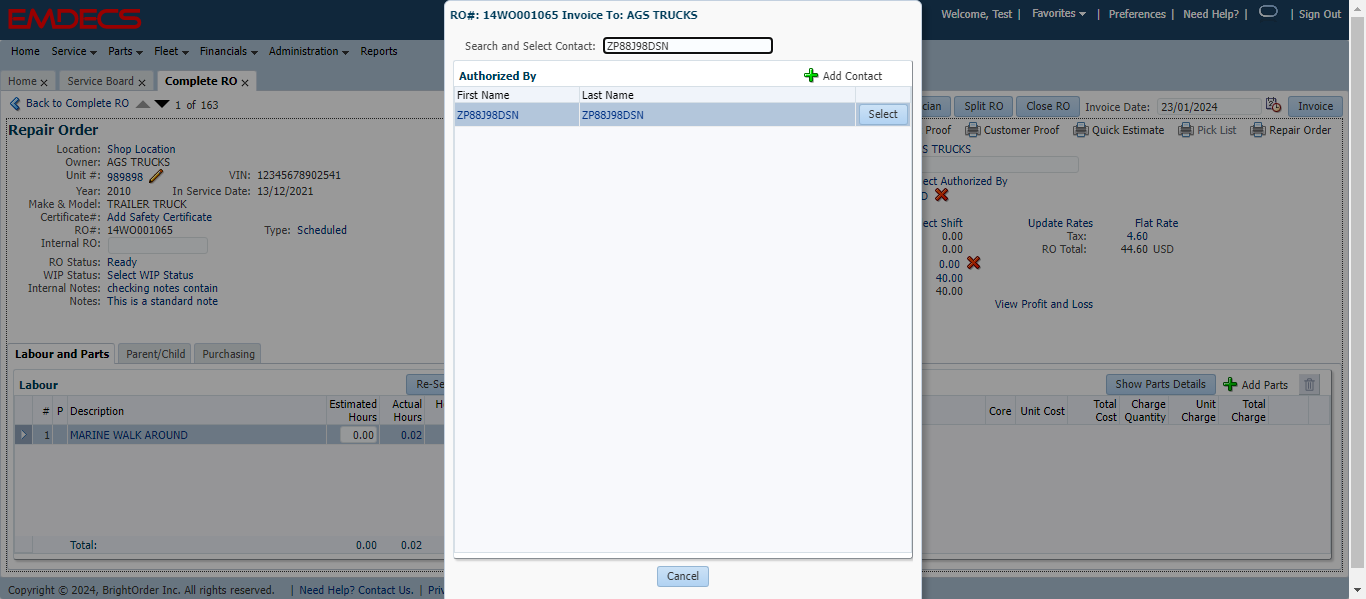 EMDECS
Welcome, Test | Favorites | Preferences | Need Help? | Sign Out
Home Service Parts Fleet Financials Administration Reports
Home x Service Board x Complete RO x
Back to Complete RO 1 of 163
cian Split RO Close RO Invoice Date: 23/01/2024 Invoice
Proof Customer Proof Quick Estimate Pick List Repair Order
Repair Order
Location: Shop Location
Owner: AGS TRUCKS
Unit #: 989898 VIN: 12345678902541
Year: 2010 In Service Date: 13/12/2021
Make & Model: TRAILER TRUCK
Certificate#: Add Safety Certificate
RO#: 14WO001065 Type: Scheduled
Internal RO:
RO Status: Ready
WIP Status: Select WIP Status
Internal Notes: checking notes contain
Notes: This is a standard note
RO#: 14WO001065 Invoice To: AGS TRUCKS
Search and Select Contact: ZP88J98DSN
Authorized By Add Contact
First Name Last Name
ZP88J98DSN ZP88J98DSN Select
Cancel
S TRUCKS
ect Authorized By
ect Shift Update Rates Flat Rate
0.00 Tax: 4.60
0.00 RO Total: 44.60 USD
0.00
40.00
40.00
View Profit and Loss
Labour and Parts Parent/Child Purchasing
Labour Re-Se Show Parts Details Add Parts
# P Description Estimated Hours Actual Hours Core Unit Cost Total Cost Charge Quantity Unit Charge Total Charge
1 MARINE WALK AROUND 0.00 0.02
Total: 0.00 0.02
Copyright © 2024, BrightOrder Inc. All rights reserved. | Need Help? Contact Us. | Priv